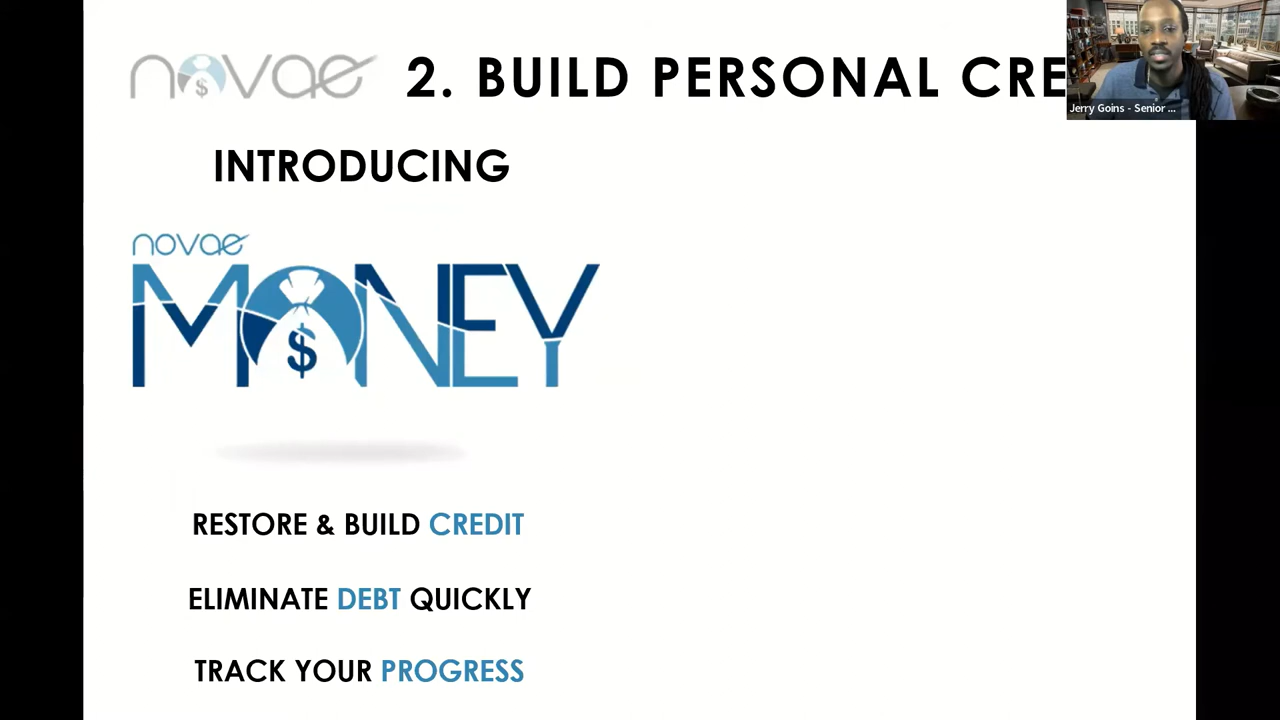 novae 2. BUILD PERSONAL CRE
Jerry Goins - Senior ...
INTRODUCING
novae
MONEY
$
RESTORE & BUILD CREDIT
ELIMINATE DEBT QUICKLY
TRACK YOUR PROGRESS